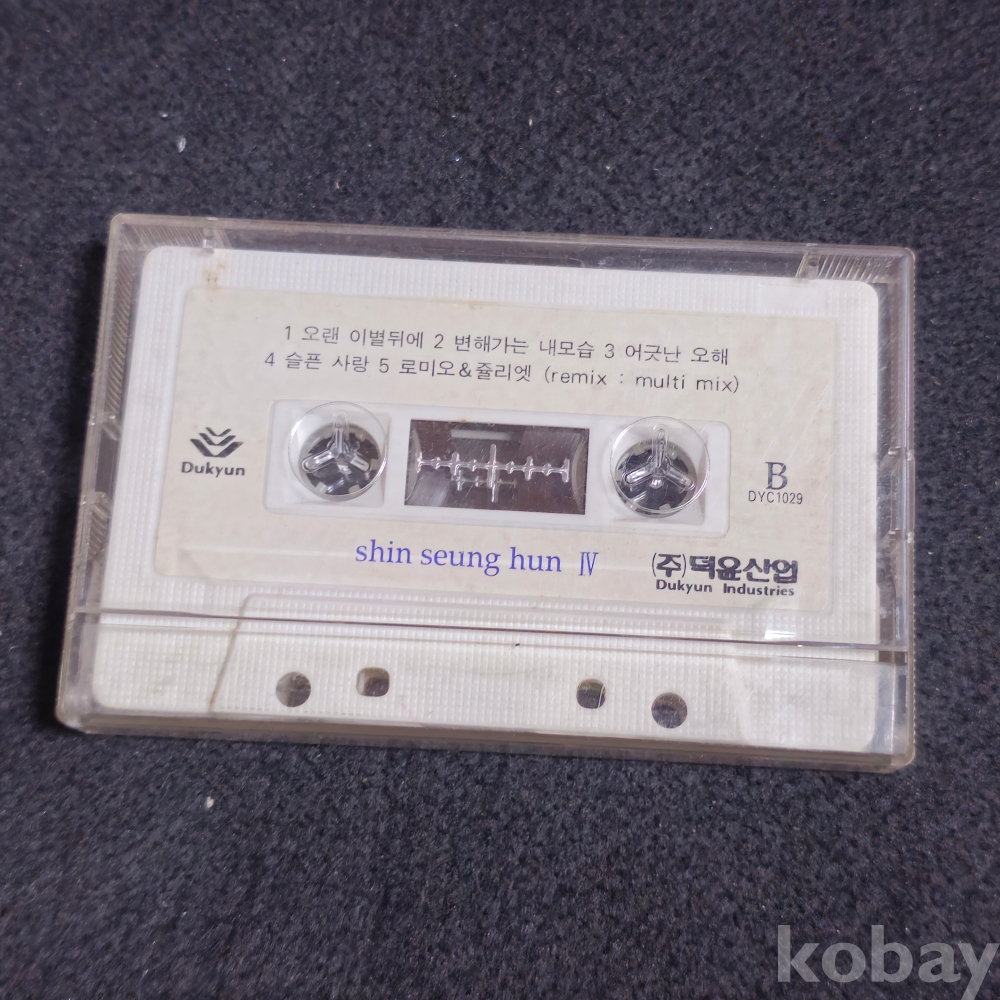 1 오랜 이별뒤에 2 변해가는 내모습 3 어긋난 오해
4 슬픈 사랑 5 로미오&쥴리엣 (remix : multi mix)
Dukyun
B
DYC1029
shin seung hun Ⅳ
(주)덕윤산업
Dukyun Industries
kobay